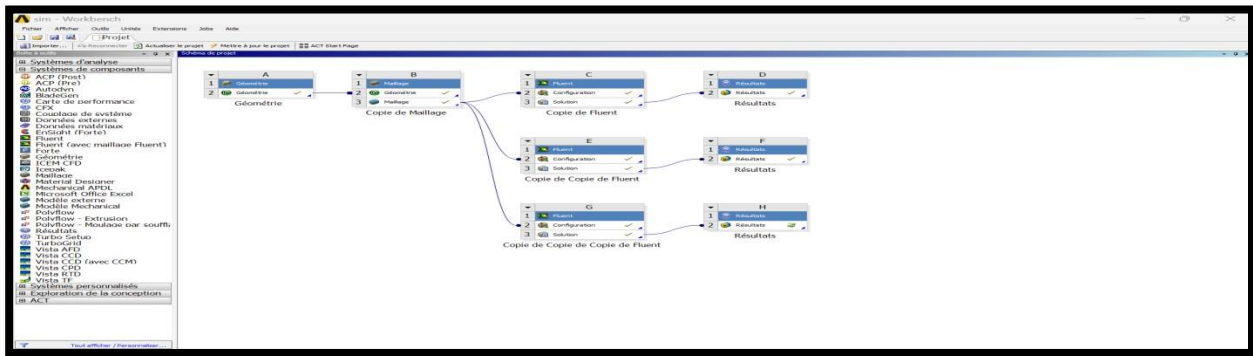 sim - Workbench
Fichier Afficher Outils Unités Extensions Jobs Aide
Projet
Importer... Reconnecter Actualiser le projet Mettre à jour le projet ACT Start Page
Boîte à outils
Schéma de projet
Systèmes d'analyse
Systèmes de composants
ACP (Post)
ACP (Pre)
Autodyn
BladeGen
Carte de performance
CFX
Couplage de système
Données externes
Données matériaux
EnSight (Forte)
Fluent
Fluent (avec maillage Fluent)
Forte
Géométrie
ICEM CFD
Icepak
Maillage
Material Designer
Mechanical APDL
Microsoft Office Excel
Modèle externe
Modèle Mechanical
Polyflow
Polyflow - Extrusion
Polyflow - Moulage par souffla
Résultats
Turbo Setup
TurboGrid
Vista AFD
Vista CCD
Vista CCD (avec CCM)
Vista CPD
Vista RTD
Vista TF
Systèmes personnalisés
Exploration de la conception
ACT
Tout afficher / Personnaliser...
A
1 Géométrie
2 Géométrie
Géométrie
B
1 Maillage
2 Géométrie
3 Maillage
Copie de Maillage
C
1 Fluent
2 Configuration
3 Solution
Copie de Fluent
D
1 Résultats
2 Résultats
Résultats
E
1 Fluent
2 Configuration
3 Solution
Copie de Copie de Fluent
F
1 Résultats
2 Résultats
Résultats
G
1 Fluent
2 Configuration
3 Solution
Copie de Copie de Copie de Fluent
H
1 Résultats
2 Résultats
Résultats